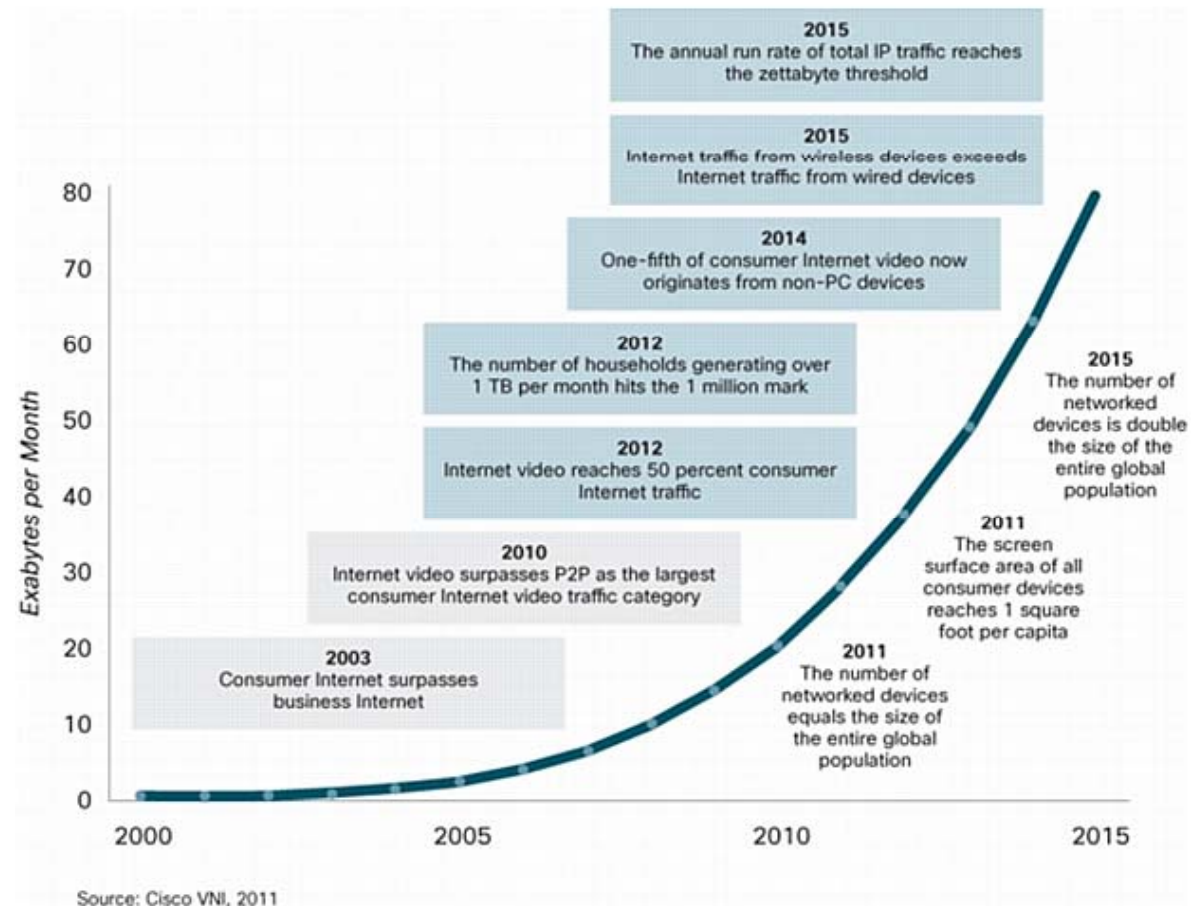 2015
The annual run rate of total IP traffic reaches
the zettabyte threshold
2015
Internet traffic from wireless devices exceeds
Internet traffic from wired devices
2014
One-fifth of consumer Internet video now
originates from non-PC devices
2012
The number of households generating over
1 TB per month hits the 1 million mark
2012
Internet video reaches 50 percent consumer
Internet traffic
2010
Internet video surpasses P2P as the largest
consumer Internet video traffic category
2003
Consumer Internet surpasses
business Internet
2015
The number of
networked
devices is double
the size of the
entire global
population
2011
The screen
surface area of all
consumer devices
reaches 1 square
foot per capita
2011
The number of
networked devices
equals the size of
the entire global
population
Exabytes per Month
80
70
60
50
40
30
20
10
0
2000
2005
2010
2015
Source: Cisco VNI, 2011